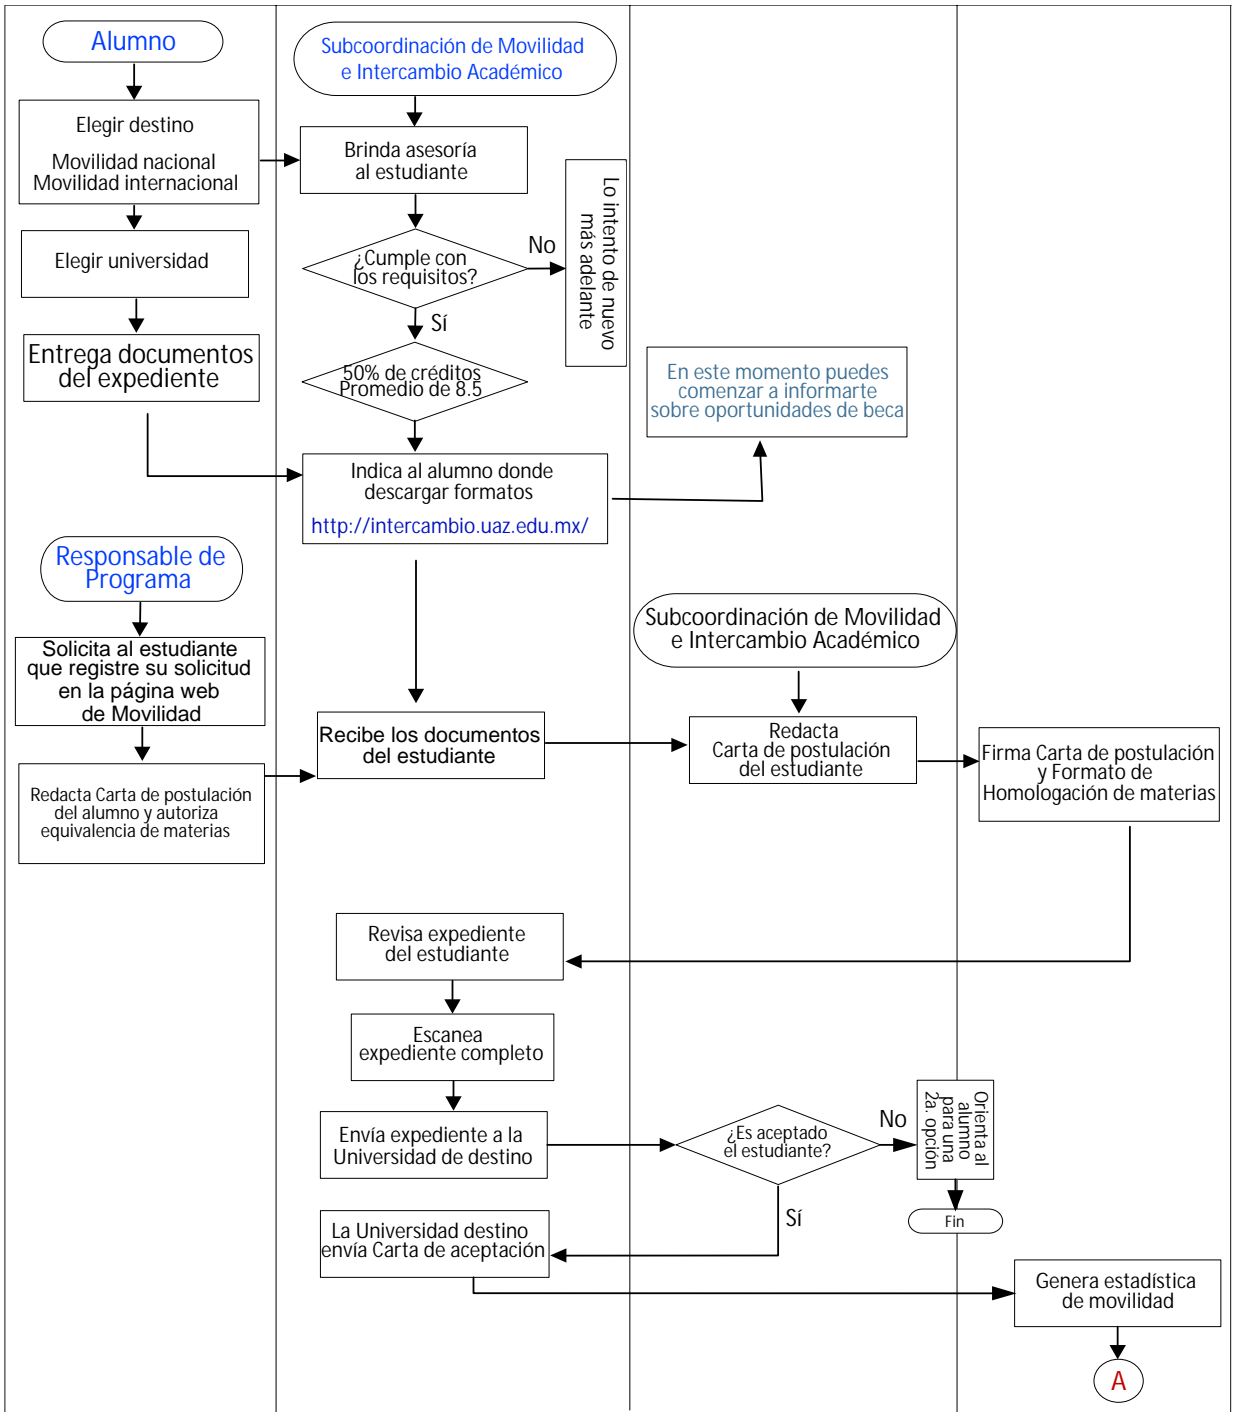 Alumno
Elegir destino
Movilidad nacional
Movilidad internacional
Elegir universidad
Entrega documentos
del expediente
Subcoordinación de Movilidad
e Intercambio Académico
Brinda asesoría
al estudiante
¿Cumple con
los requisitos?
No
Lo intento de nuevo
más adelante
Sí
50% de créditos
Promedio de 8.5
Indica al alumno donde
descargar formatos
http://intercambio.uaz.edu.mx/
En este momento puedes
comenzar a informarte
sobre oportunidades de beca
Responsable de
Programa
Solicita al estudiante
que registre su solicitud
en la página web
de Movilidad
Redacta Carta de postulación
del alumno y autoriza
equivalencia de materias
Recibe los documentos
del estudiante
Subcoordinación de Movilidad
e Intercambio Académico
Redacta
Carta de postulación
del estudiante
Firma Carta de postulación
y Formato de
Homologación de materias
Revisa expediente
del estudiante
Escanea
expediente completo
Envía expediente a la
Universidad de destino
¿Es aceptado
el estudiante?
No
Orienta al
alumno
para una
2a. opción
Fin
Sí
La Universidad destino
envía Carta de aceptación
Genera estadística
de movilidad
A